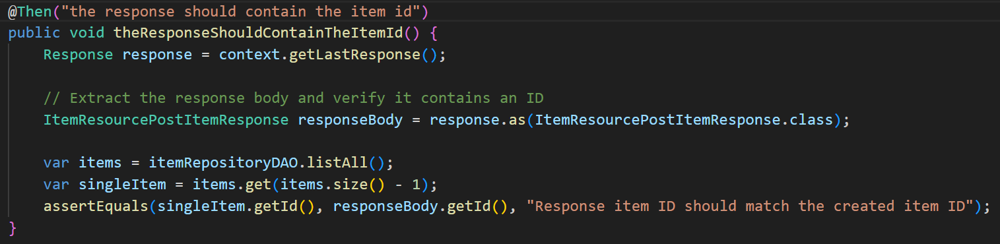 @Then("the response should contain the item id")
public void theResponseShouldContainTheItemId() {
    Response response = context.getLastResponse();
    // Extract the response body and verify it contains an ID
    ItemResourcePostItemResponse responseBody = response.as(ItemResourcePostItemResponse.class);
    var items = itemRepositoryDAO.listAll();
    var singleItem = items.get(items.size() - 1);
    assertEquals(singleItem.getId(), responseBody.getId(), "Response item ID should match the created item ID");
}